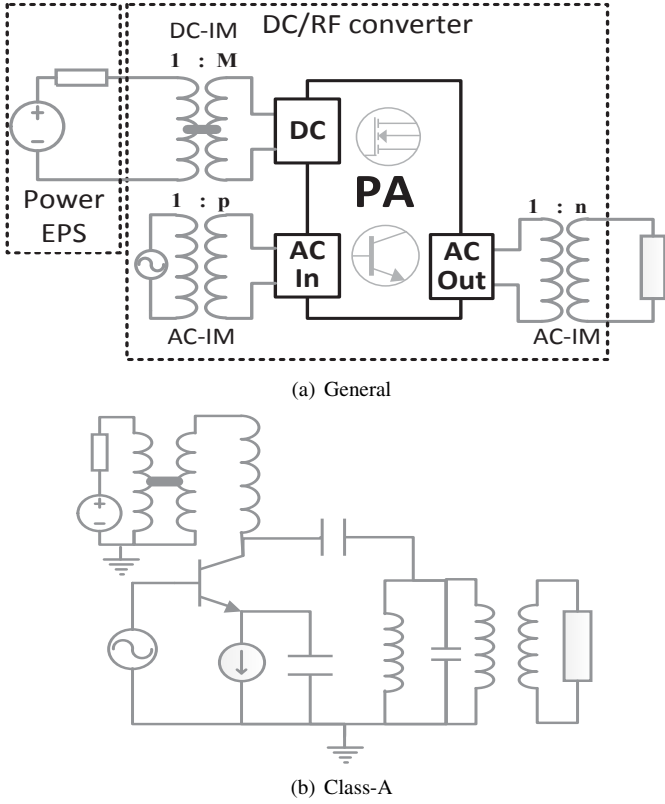 DC/RF converter
DC-IM
1 : M
DC
PA
Power
EPS
1 : p
AC
In
AC-IM
AC
Out
1 : n
AC-IM
(a) General
(b) Class-A